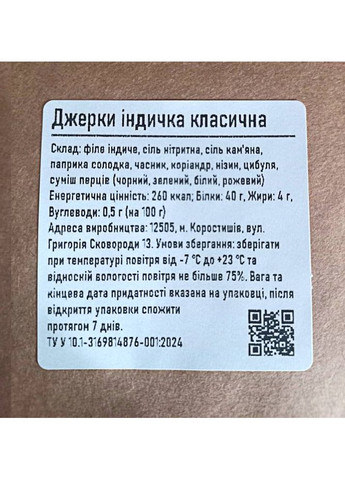 Джерки індичка класична
Склад: філе індиче, сіль нітритна, сіль кам'яна,
паприка солодка, часник, коріандр, нізин, цибуля,
суміш перців (чорний, зелений, білий, рожевий)
Енергетична цінність: 260 ккал; Білки: 40 г, Жири: 4 г,
Вуглеводи: 0,5 г (на 100 г)
Адреса виробництва: 12505, м. Коростишів, вул.
Григорія Сковороди 13. Умови збергання: зберігати
при температурі повітря від -7 °C до +23 °C та
відносній вологості повітря не більше 75%. Вага та
кінцева дата придатності вказана на упаковці, після
відкриття упаковки спожити
протягом 7 днів.
ТУ У 10.1-3169814876-001:2024